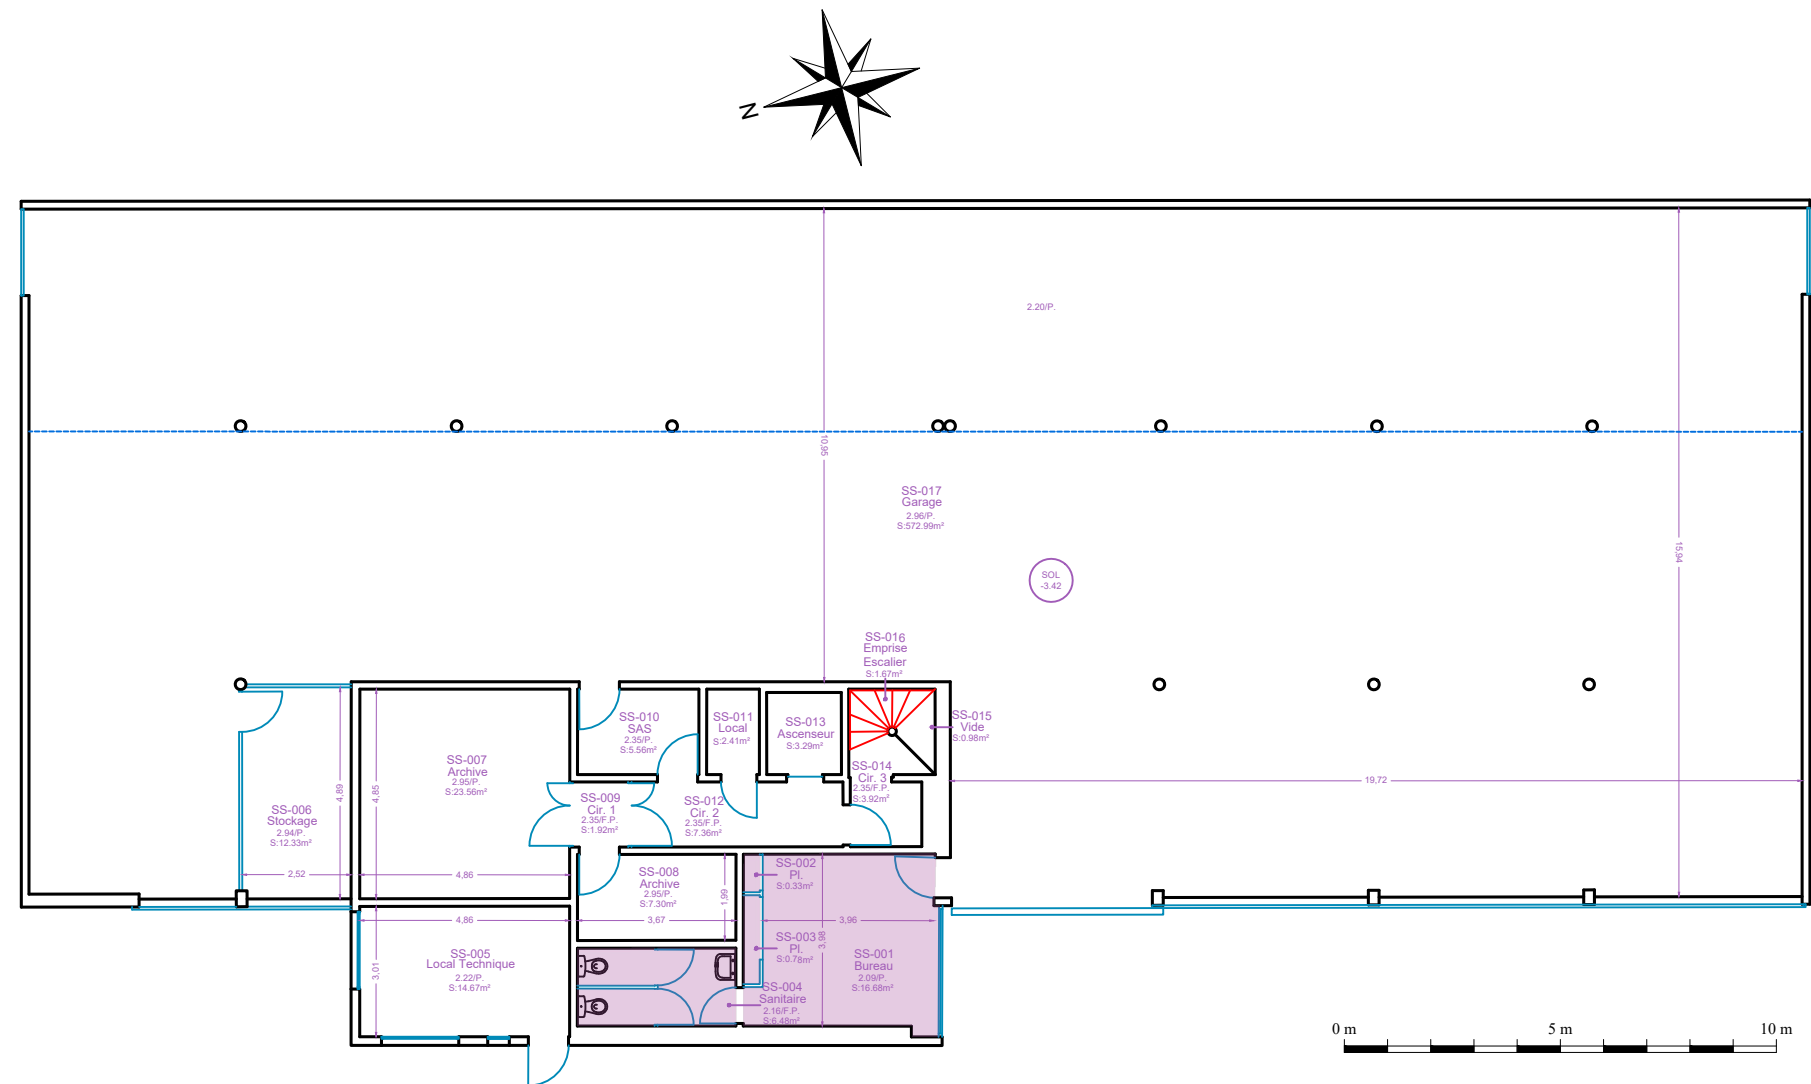 N
2.20/P.
10,95
15,94
SS-017
Garage
2.96/P.
S:572.99m²
SOL
-3.42
SS-016
Emprise
Escalier
S:1.67m²
SS-010
SAS
2.35/P.
S:5.56m²
SS-011
Local
S:2.41m²
SS-013
Ascenseur
S:3.29m²
SS-015
Vide
S:0.98m²
SS-007
Archive
2.95/P.
S:23.56m²
SS-014
Cir. 3
2.35/F.P.
S:3.92m²
19,72
4,89
4,85
SS-009
Cir. 1
2.35/F.P.
S:1.92m²
SS-012
Cir. 2
2.35/F.P.
S:7.36m²
SS-006
Stockage
2.94/P.
S:12.33m²
2,52
4,86
SS-008
Archive
2.95/P.
S:7.30m²
1,99
SS-002
Pl.
S:0.33m²
4,86
3,67
3,96
3,98
SS-003
Pl.
S:0.78m²
SS-001
Bureau
2.09/P.
S:16.68m²
3,01
SS-005
Local Technique
2.22/P.
S:14.67m²
SS-004
Sanitaire
2.16/F.P.
S:6.48m²
0 m
5 m
10 m